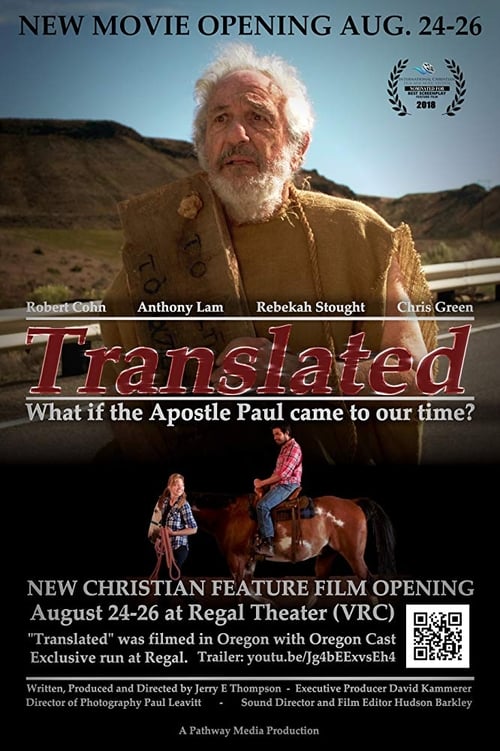 NEW MOVIE OPENING AUG. 24-26
INTERNATIONAL CHRISTIAN
NOMINATED FOR
BEST SCREENPLAY
FEATURE FILM
2018
Robert Cohn Anthony Lam Rebekah Stought Chris Green
Translated
What if the Apostle Paul came to our time?
NEW CHRISTIAN FEATURE FILM OPENING
August 24-26 at Regal Theater (VRC)
"Translated" was filmed in Oregon with Oregon Cast
Exclusive run at Regal. Trailer: youtu.be/Jg4bEExvsEh4
Written, Produced and Directed by Jerry E Thompson - Executive Producer David Kammerer
Director of Photography Paul Leavitt - Sound Director and Film Editor Hudson Barkley
A Pathway Media Production